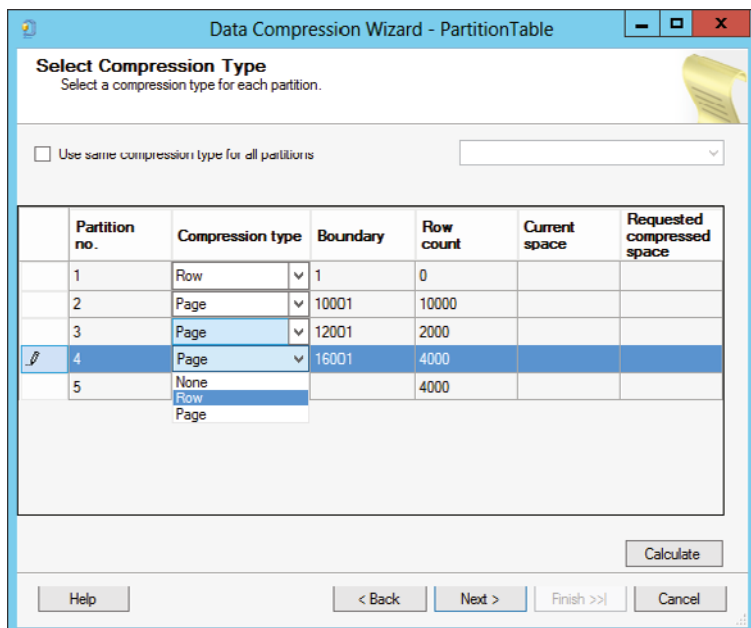 Data Compression Wizard - PartitionTable
Select Compression Type
Select a compression type for each partition.
Use same compression type for all partitions
Partition no. Compression type Boundary Row count Current space Requested compressed space
1 Row 1 0
2 Page 10001 10000
3 Page 12001 2000
4 Page 16001 4000
5 4000
None
Row
Page
Calculate
Help < Back Next > Finish >>| Cancel